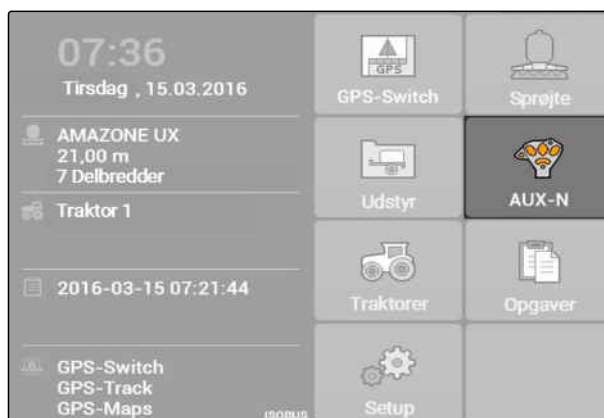 07:36
Tirsdag , 15.03.2016
AMAZONE UX
21,00 m
7 Delbredder
Traktor 1
2016-03-15 07:21:44
GPS-Switch
GPS-Track
GPS-Maps
ISOBUS
GPS
GPS-Switch
Sprøjte
Udstyr
AUX-N
Traktorer
Opgaver
Setup